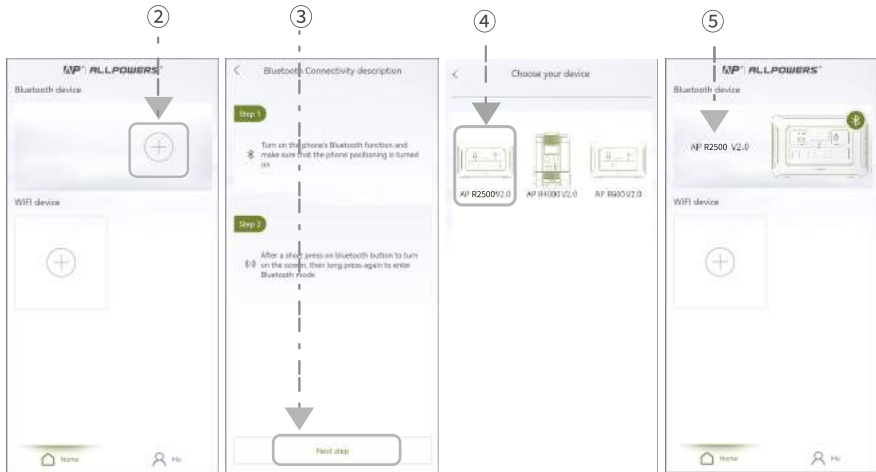 ②
③
④
⑤
ALLPOWERS
Bluetooth device
WIFI device
Home
Me
Bluetooth Connectivity description
Step 1
Turn on the phone's Bluetooth function and
make sure that the phone positioning is turned
on
Step 2
After a short press on bluetooth button to turn
on the screen, then long press again to enter
Bluetooth mode
Next step
Choose your device
AP R2500 V2.0
AP R4000 V2.0
AP R600 V2.0
ALLPOWERS
Bluetooth device
AP R2500 V2.0
WIFI device
Home
Me